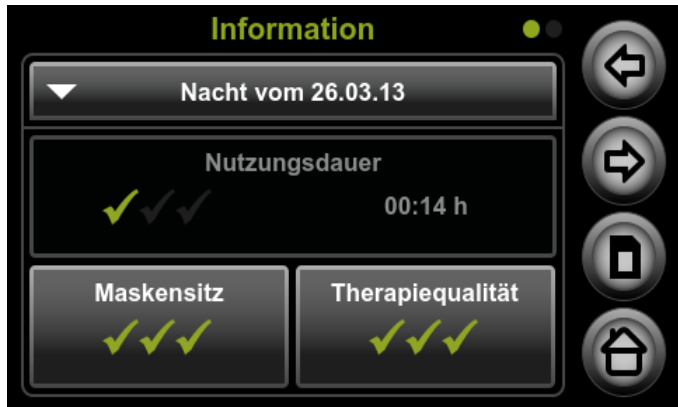 Information
Nacht vom 26.03.13
Nutzungsdauer
00:14 h
Maskensitz
Therapiequalität